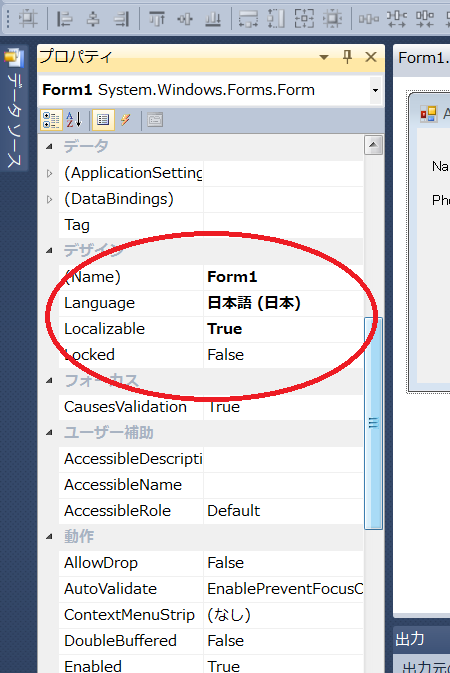 プロパティ
Form1 System.Windows.Forms.Form
データ
(ApplicationSetting
(DataBindings)
Tag
デザイン
(Name) Form1
Language 日本語 (日本)
Localizable True
Locked False
フォーカス
CausesValidation True
ユーザー補助
AccessibleDescripti
AccessibleName
AccessibleRole Default
動作
AllowDrop False
AutoValidate EnablePreventFocusC
ContextMenuStrip (なし)
DoubleBuffered False
Enabled True
データ ソース
Form1.
A
Na
Pho
出力
出力元の